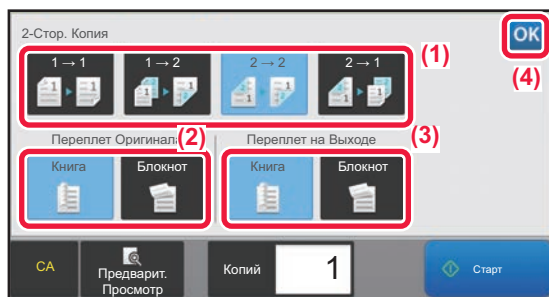 2-Стор. Копия
OK
(4)
1 → 1
1 → 2
2 → 2
2 → 1
(1)
Переплет Оригинала
(2)
Переплет на Выходе
(3)
Книга
Блокнот
Книга
Блокнот
CA
Предварит.
Просмотр
Копий
1
Старт